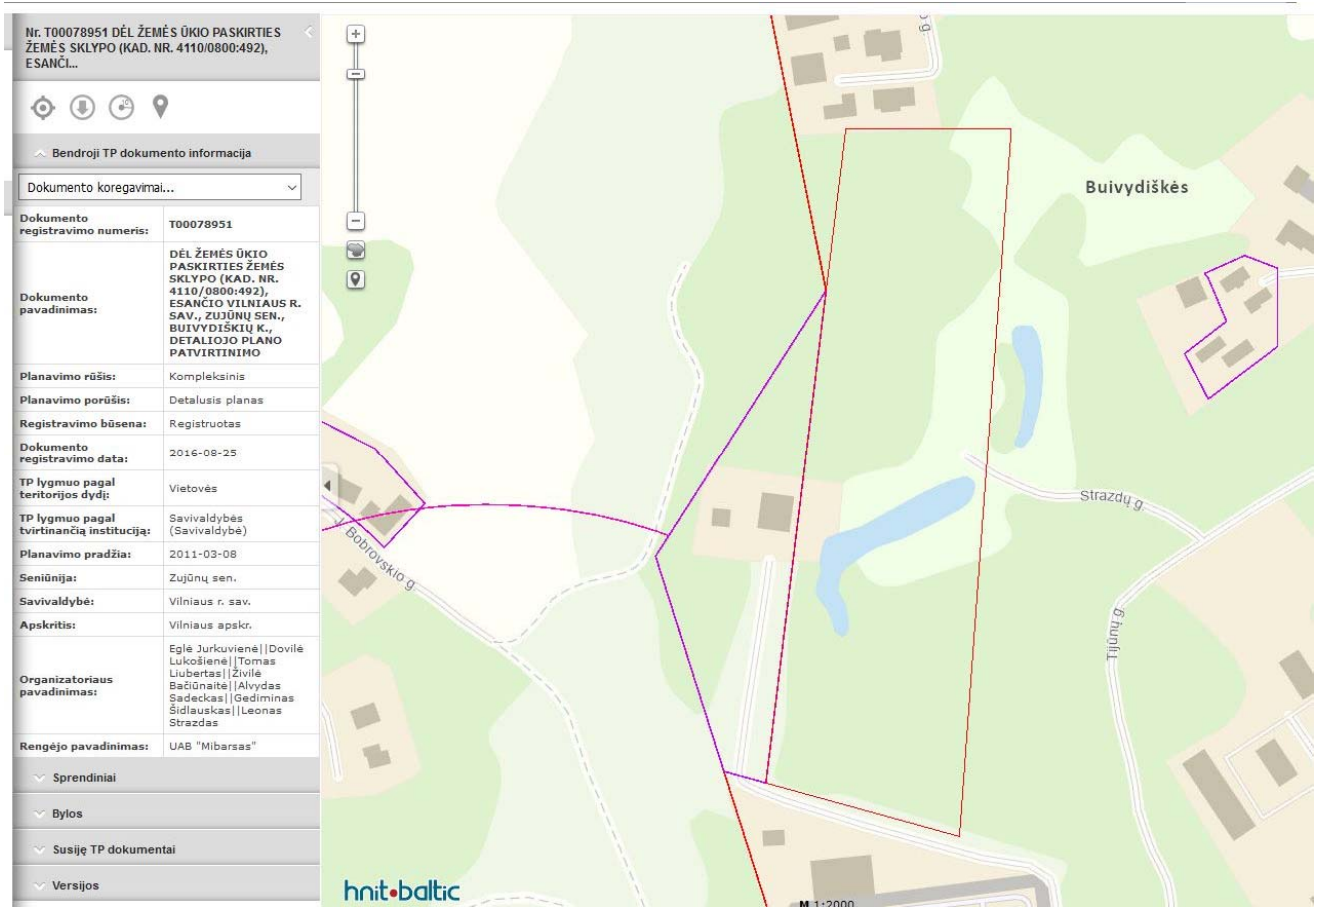 Nr. T00078951 DĖL ŽEMĖS ŪKIO PASKIRTIES
ŽEMĖS SKLYPO (KAD. NR. 4110/0800:492),
ESANČI...
Bendroji TP dokumento informacija
Dokumento koregavimai...
Dokumento
registravimo numeris:
T00078951
Dokumento
pavadinimas:
DĖL ŽEMĖS ŪKIO
PASKIRTIES ŽEMĖS
SKLYPO (KAD. NR.
4110/0800:492),
ESANČIO VILNIAUS R.
SAV., ZUJŪNŲ SEN.,
BUIVYDIŠKIŲ K.,
DETALIOJO PLANO
PATVIRTINIMO
Planavimo rūšis:
Kompleksinis
Planavimo porūšis:
Detalusis planas
Registravimo būsena:
Registruotas
Dokumento
registravimo data:
2016-08-25
TP lygmuo pagal
teritorijos dydį:
Vietovės
TP lygmuo pagal
tvirtinančią instituciją:
Savivaldybės
(Savivaldybė)
Planavimo pradžia:
2011-03-08
Seniūnija:
Zujūnų sen.
Savivaldybė:
Vilniaus r. sav.
Apskritis:
Vilniaus apskr.
Organizatoriaus
pavadinimas:
Eglė Jurkuvienė||Dovilė
Lukošienė||Tomas
Liubertas||Živilė
Bačiūnaitė||Alvydas
Sadeckas||Gediminas
Šidlauskas||Leonas
Strazdas
Rengėjo pavadinimas:
UAB "Mibarsas"
Sprendiniai
Bylos
Susiję TP dokumentai
Versijos
Buivydiškės
Strazdų g.
J. Bobrovskio g.
Tijūnų g.
hnit•baltic
M 1:2000